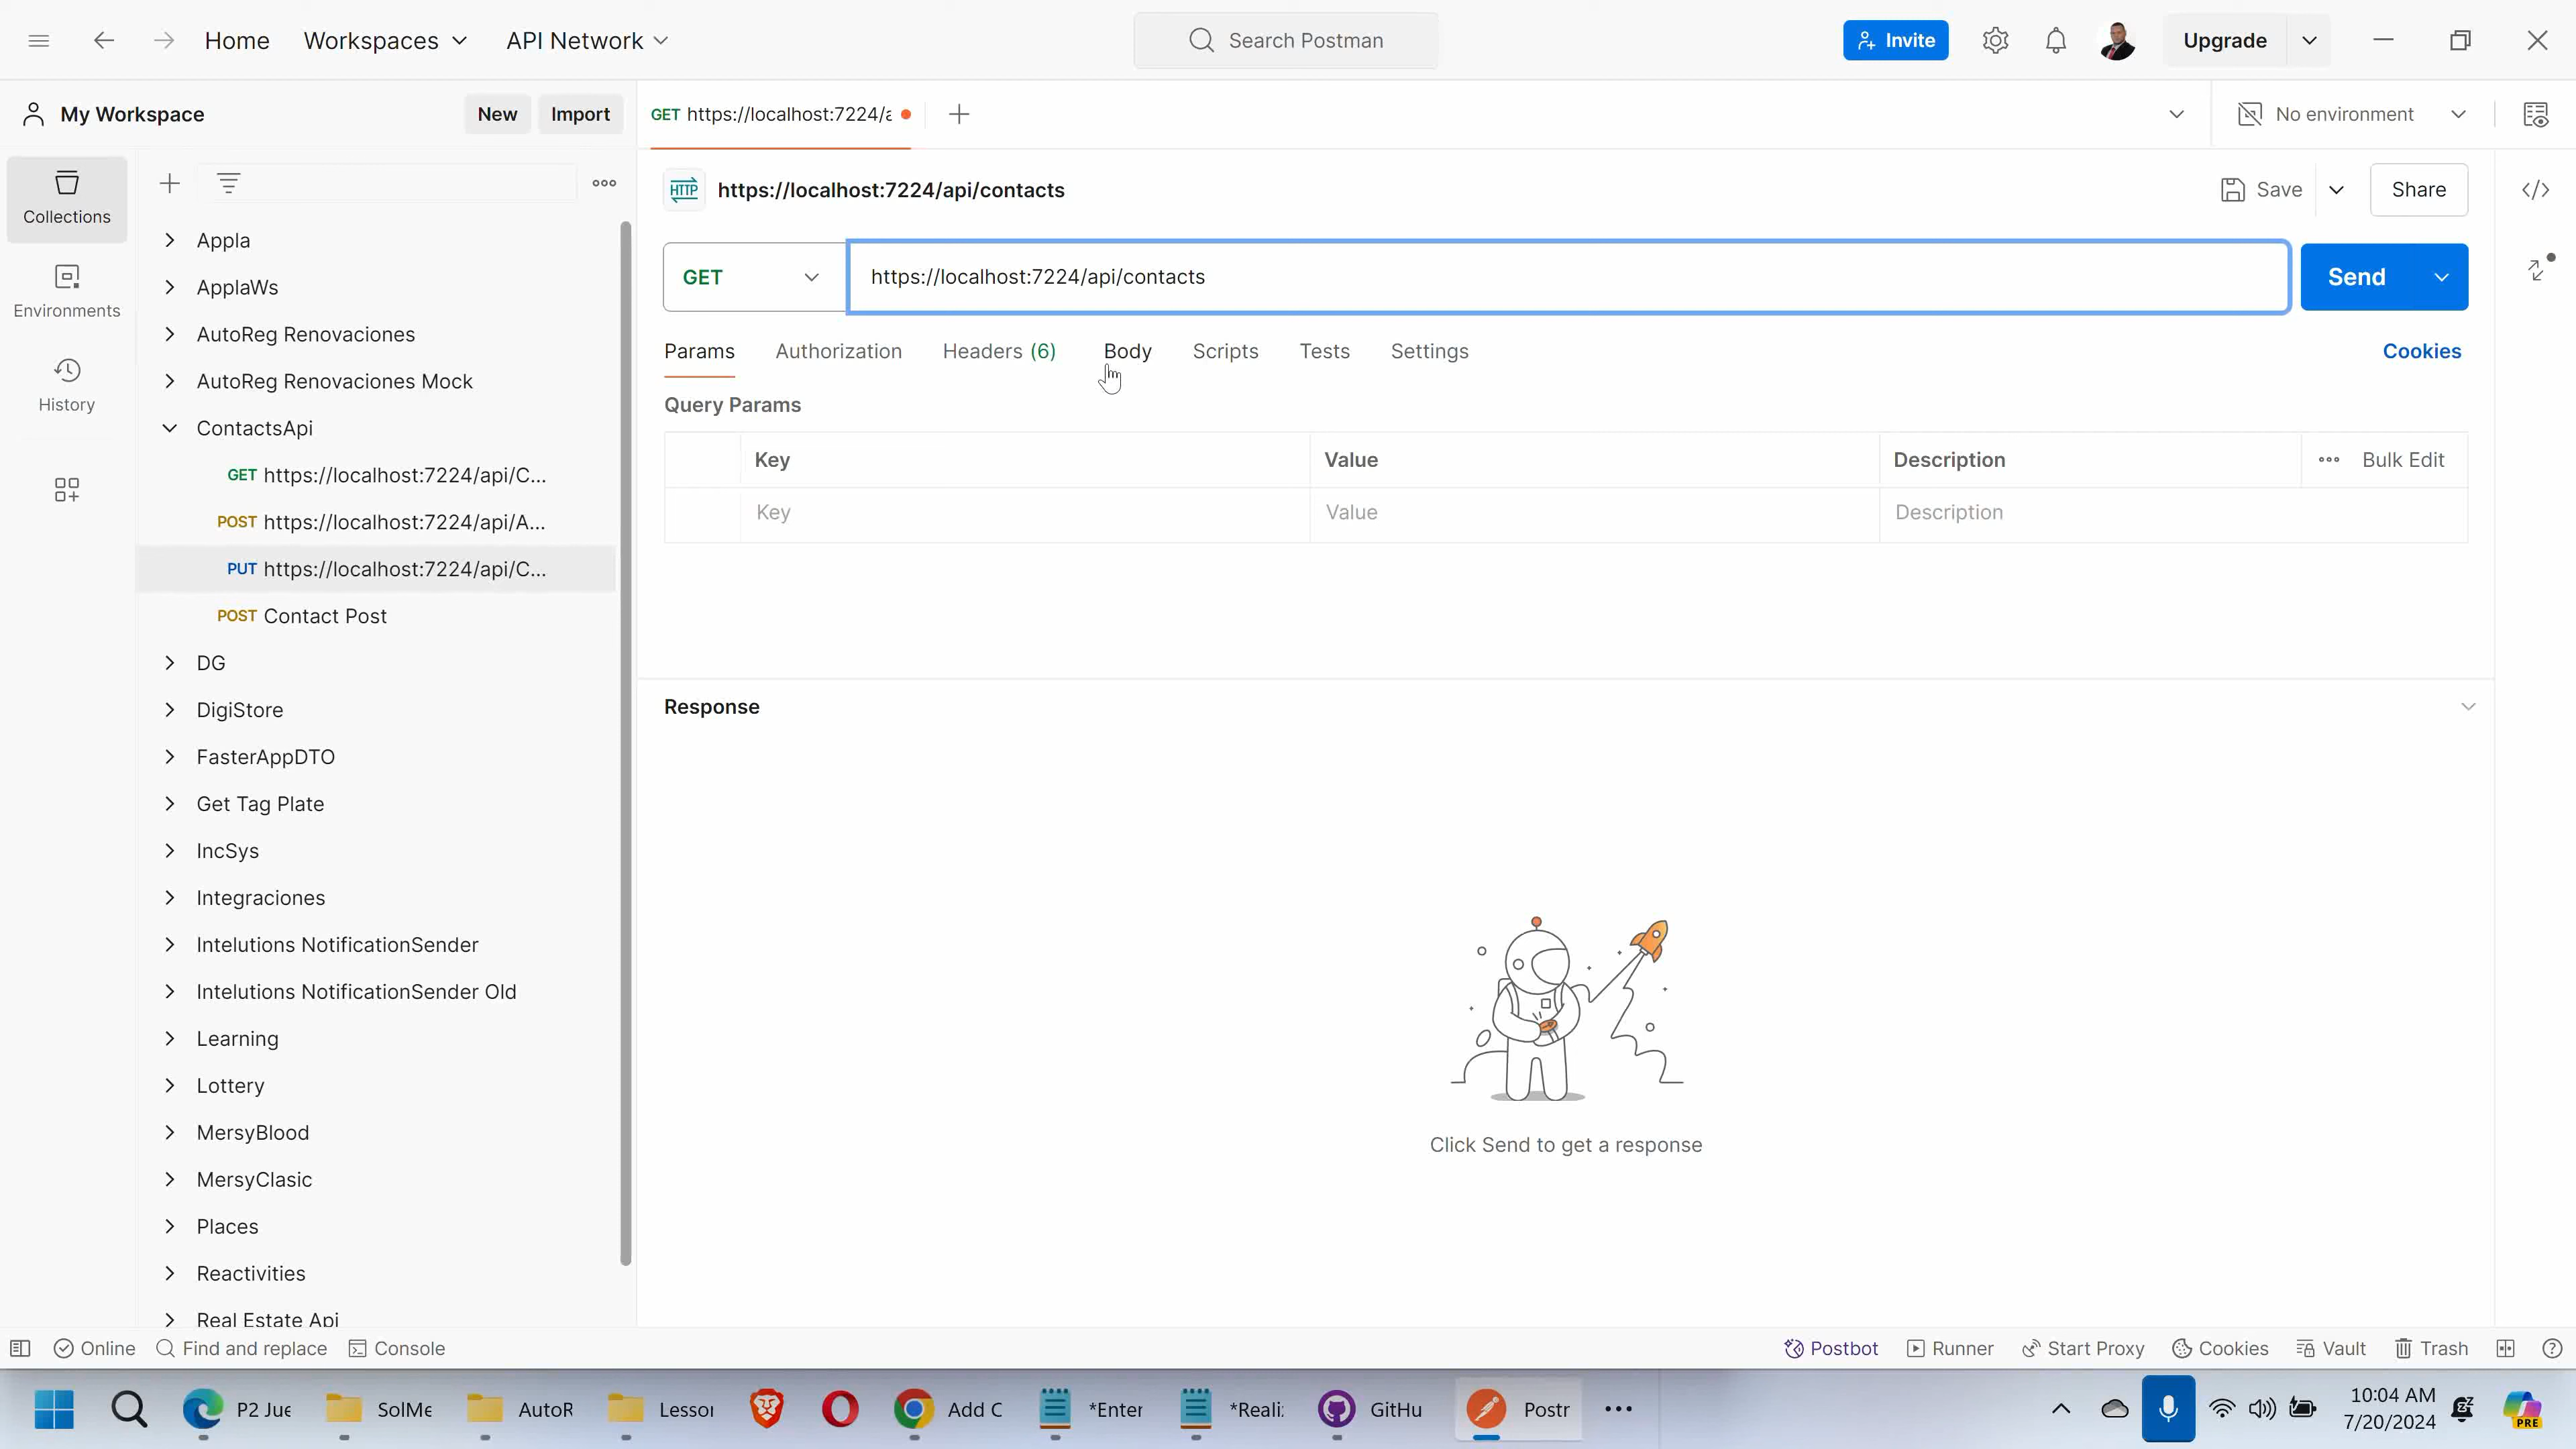 Home Workspaces API Network Search Postman Invite Upgrade
My Workspace New Import GET https://localhost:7224/a No environment
Collections
Environments
History
Appla
ApplaWs
AutoReg Renovaciones
AutoReg Renovaciones Mock
ContactsApi
GET https://localhost:7224/api/C...
POST https://localhost:7224/api/A...
PUT https://localhost:7224/api/C...
POST Contact Post
DG
DigiStore
FasterAppDTO
Get Tag Plate
IncSys
Integraciones
Intelutions NotificationSender
Intelutions NotificationSender Old
Learning
Lottery
MersyBlood
MersyClasic
Places
Reactivities
Real Estate Api
HTTP https://localhost:7224/api/contacts Save Share
GET https://localhost:7224/api/contacts Send
Params Authorization Headers (6) Body Scripts Tests Settings Cookies
Query Params
Key Value Description Bulk Edit
Key Value Description
Response
Click Send to get a response
Online Find and replace Console Postbot Runner Start Proxy Cookies Vault Trash
P2 Jue SolMe AutoR Lessor Add C *Enter *Reali: GitHu Postr 10:04 AM
7/20/2024
PRE